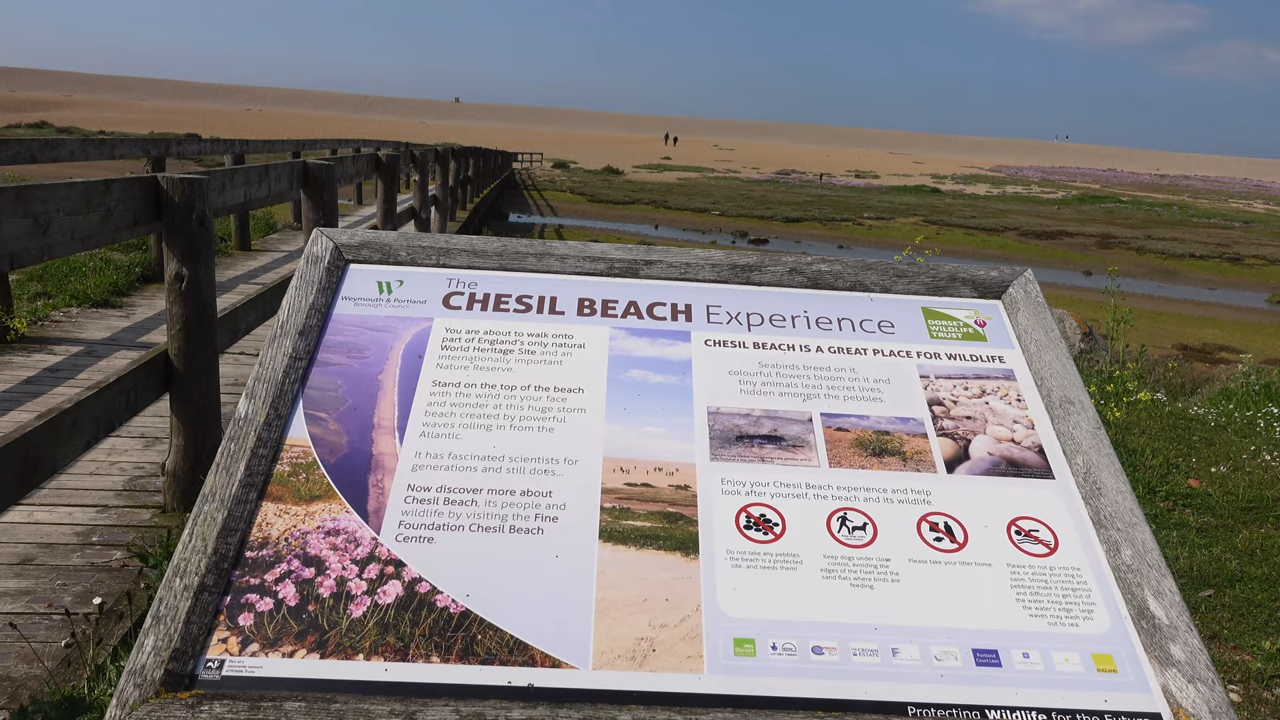 Weymouth & Portland
Borough Council
The
CHESIL BEACH Experience
DORSET
WILDLIFE
TRUST
You are about to walk onto
part of England's only natural
World Heritage Site and an
internationally important
Nature Reserve.
Stand on the top of the beach
with the wind on your face
and wonder at this huge storm
beach created by powerful
waves rolling in from the
Atlantic.
It has fascinated scientists for
generations and still does...
Now discover more about
Chesil Beach, its people and
wildlife by visiting the Fine
Foundation Chesil Beach
Centre.
CHESIL BEACH IS A GREAT PLACE FOR WILDLIFE
Seabirds breed on it,
colourful flowers bloom on it and
tiny animals lead secret lives,
hidden amongst the pebbles.
Enjoy your Chesil Beach experience and help
look after yourself, the beach and its wildlife.
Do not take any pebbles
– the beach is a protected
site...and needs them!
Keep dogs under close
control, avoiding the
edges of the Fleet and the
sand flats where birds are
feeding.
Please take your litter home.
Please do not go into the
sea, or allow your dog to
swim. Strong currents and
pebbles make it dangerous
and difficult to get out of
the water. Keep away from
the water's edge - large
waves may wash you
out to sea.
Dorset
CROWN
ESTATE
Portland
Court Leet
ENGLAND
Protecting Wildlife for the Future